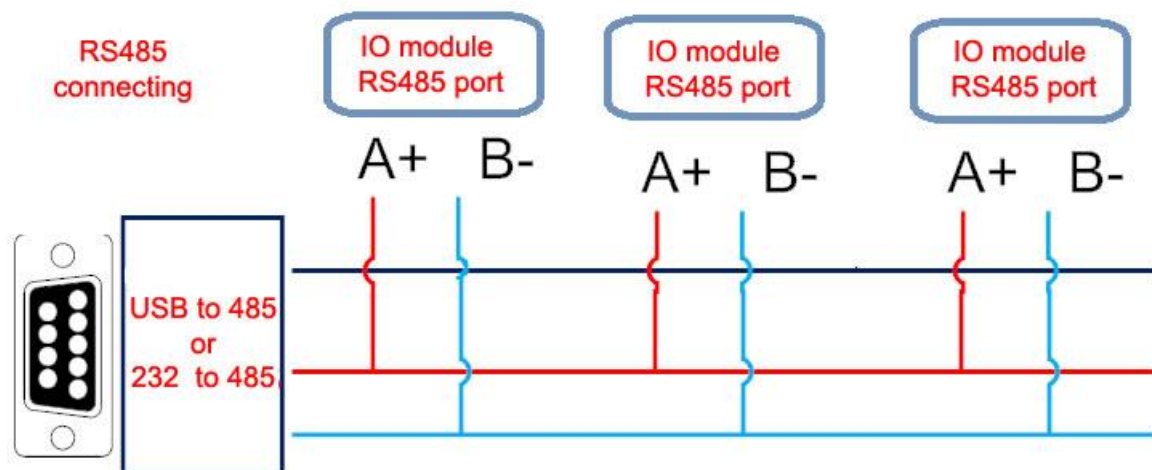 RS485
connecting
IO module
RS485 port
IO module
RS485 port
IO module
RS485 port
A+ B-
A+ B-
A+ B-
USB to 485
or
232 to 485